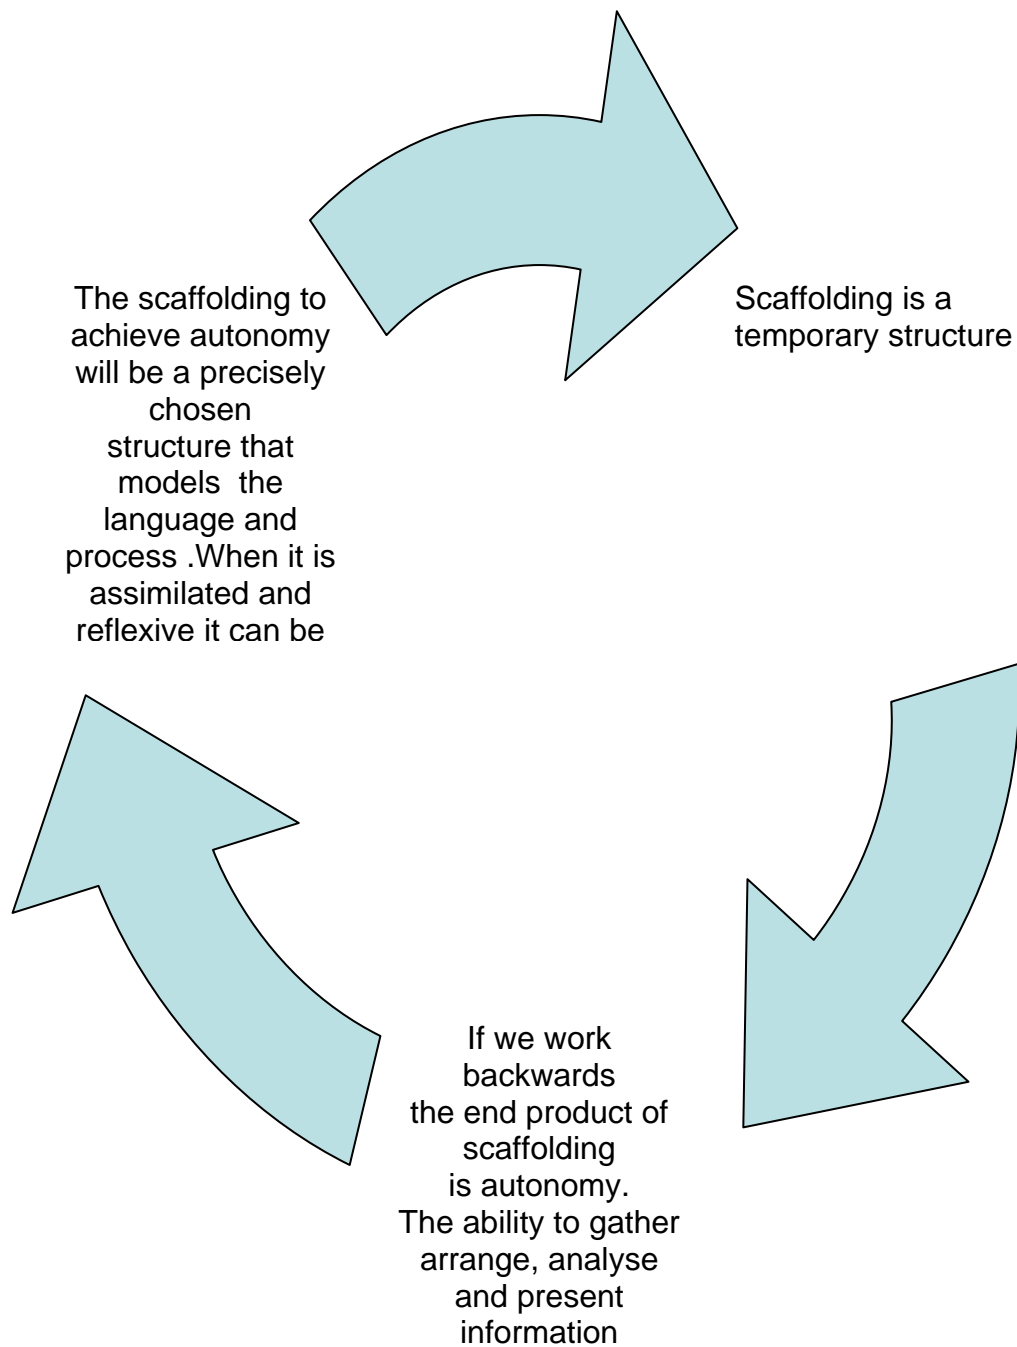 The scaffolding to
achieve autonomy
will be a precisely
chosen
structure that
models  the
language and
process .When it is
assimilated and
reflexive it can be
Scaffolding is a
temporary structure
If we work
backwards
the end product of
scaffolding
is autonomy.
The ability to gather
arrange, analyse
and present
information